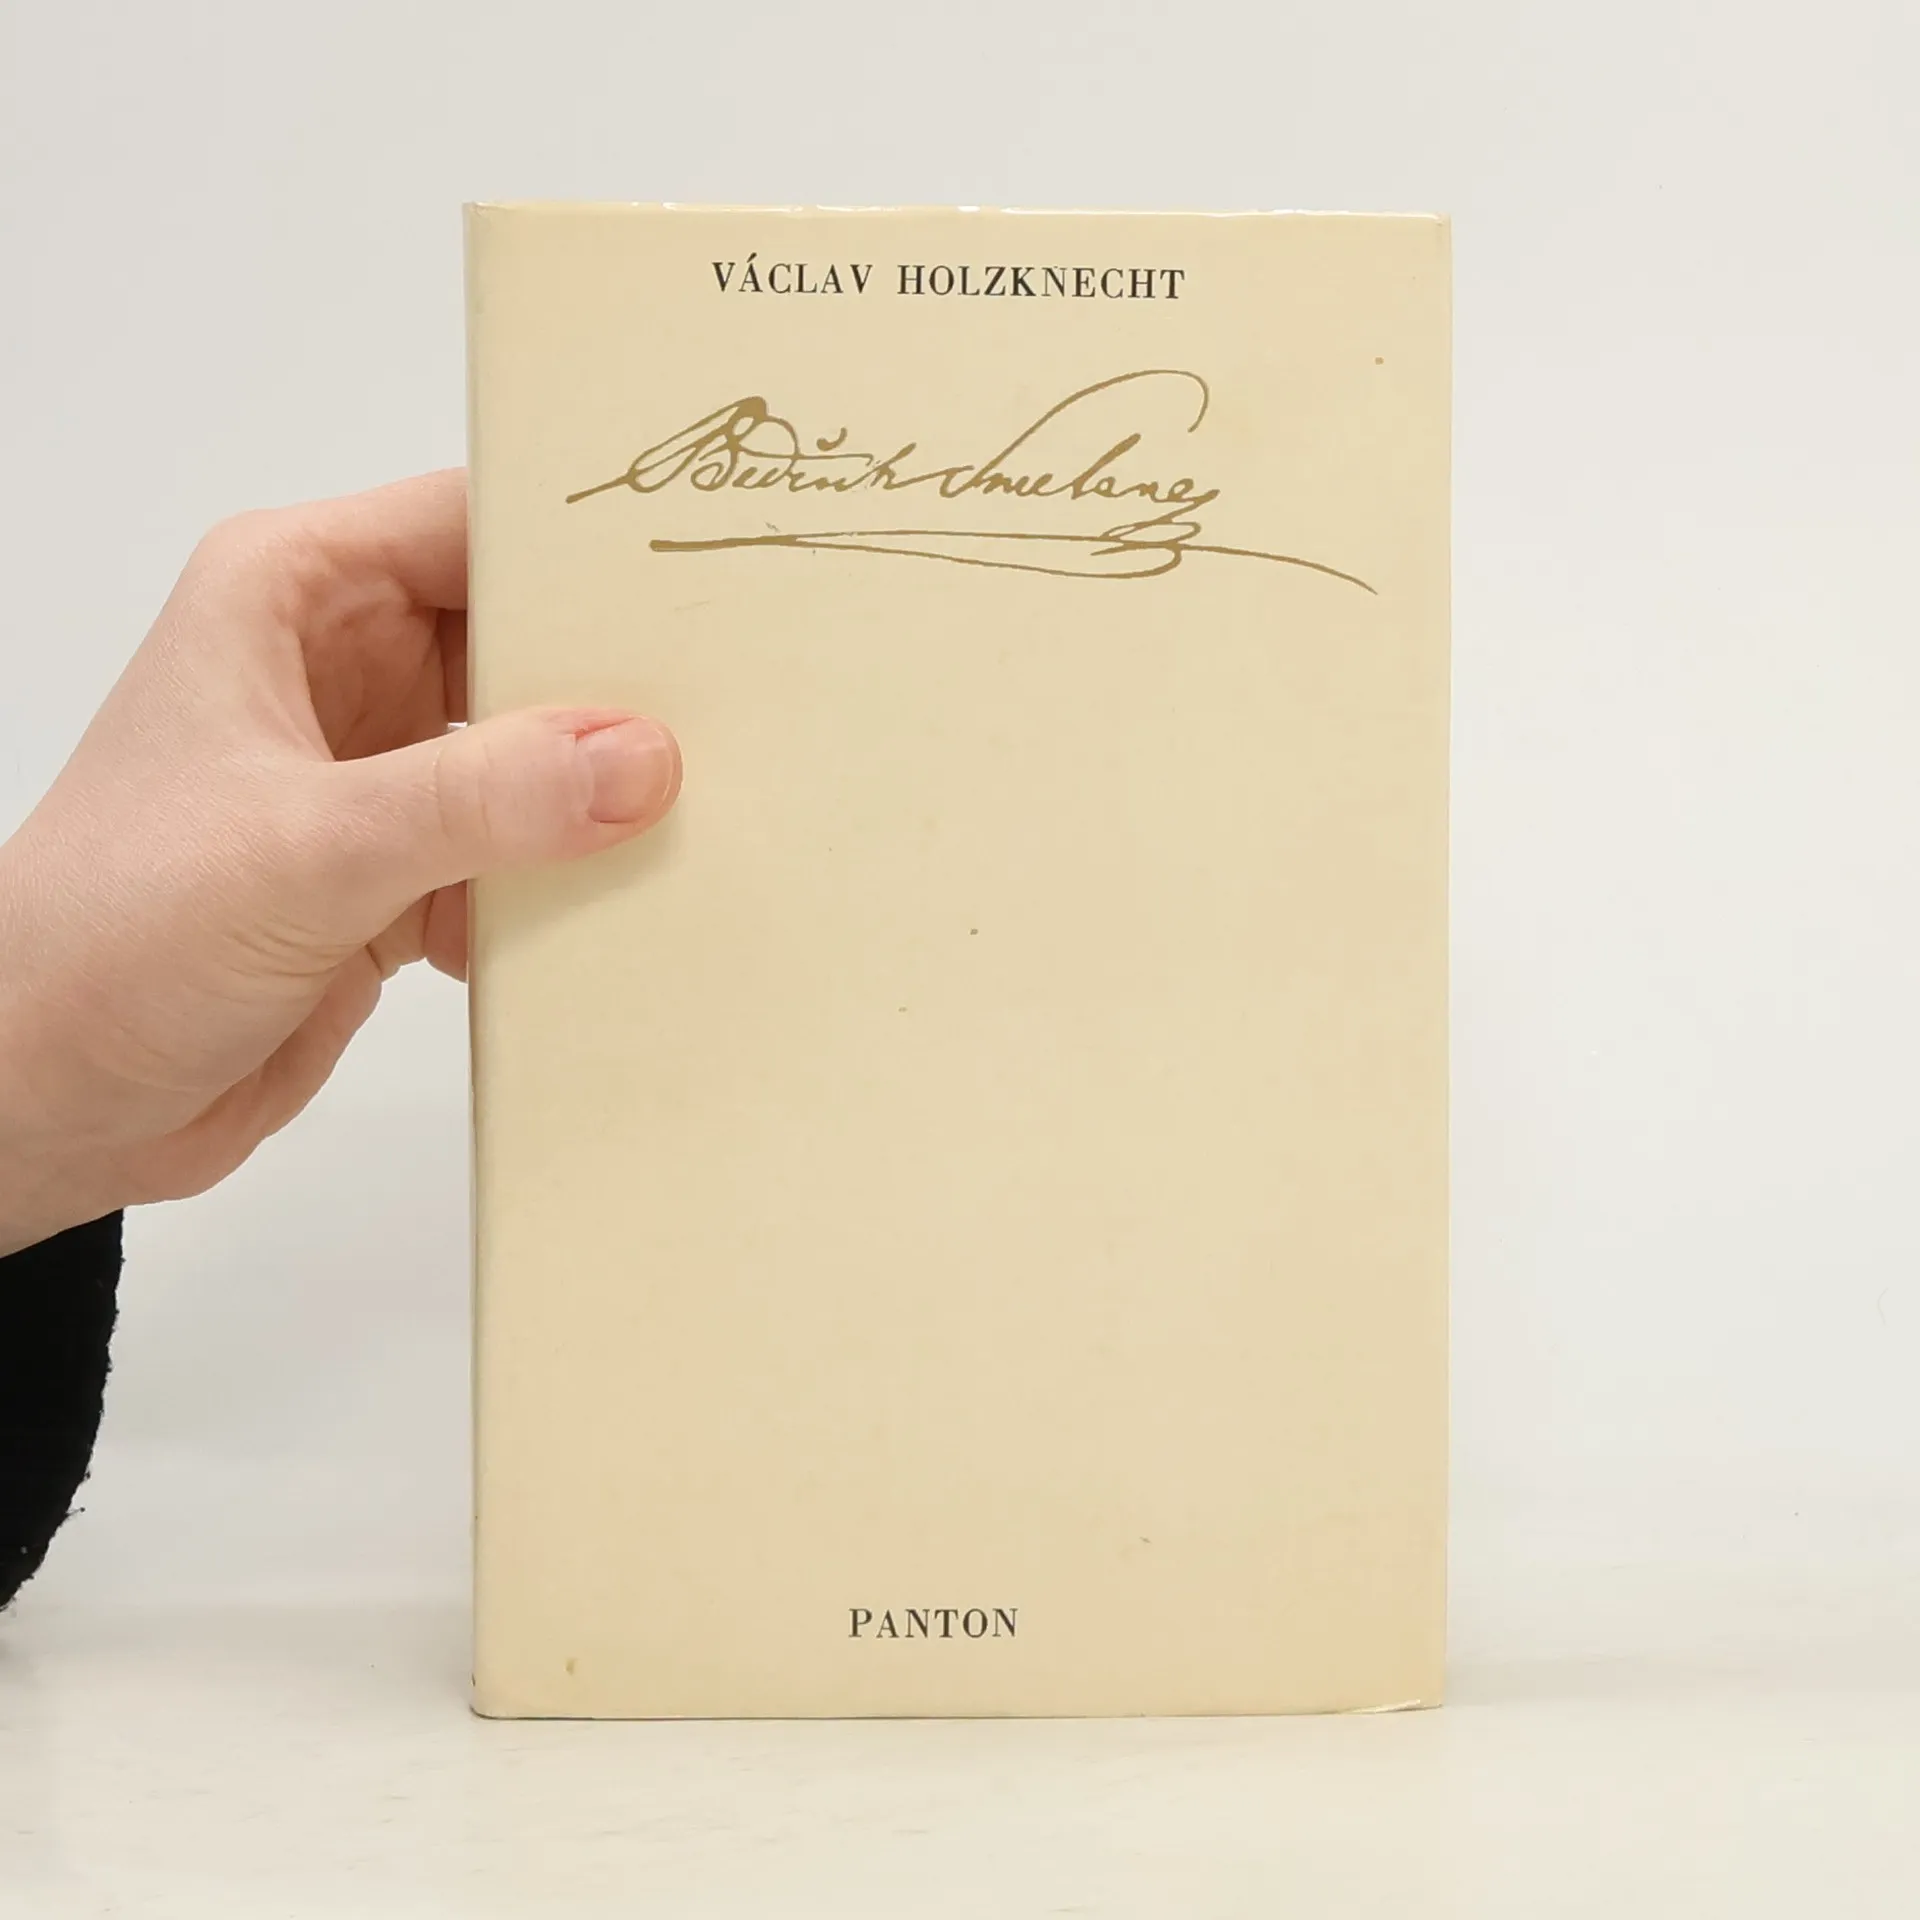 VÁCLAV HOLZKNECHT
Bedřich Smetana
PANTON